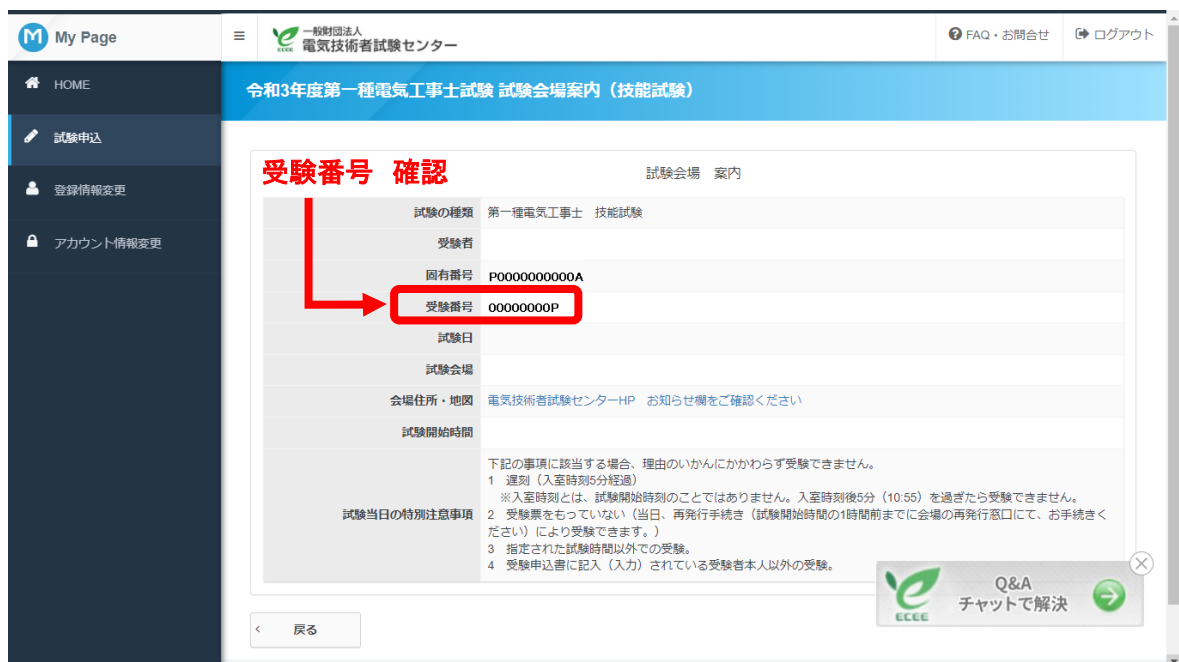 My Page
≡
一般財団法人
電気技術者試験センター
ECEE
FAQ・お問合せ
ログアウト
HOME
試験申込
登録情報変更
アカウント情報変更
令和3年度第一種電気工事士試験 試験会場案内（技能試験）
受験番号　確認
試験会場　案内
試験の種類 第一種電気工事士　技能試験
受験者
固有番号 P0000000000A
受験番号 00000000P
試験日
試験会場
会場住所・地図 電気技術者試験センターHP　お知らせ欄をご確認ください
試験開始時間
試験当日の特別注意事項
下記の事項に該当する場合、理由のいかんにかかわらず受験できません。
1　遅刻（入室時刻5分経過）
※入室時刻とは、試験開始時刻のことではありません。入室時刻後5分（10:55）を過ぎたら受験できません。
2　受験票をもっていない（当日、再発行手続き（試験開始時間の1時間前までに会場の再発行窓口にて、お手続きく
ださい）により受験できます。）
3　指定された試験時間以外での受験。
4　受験申込書に記入（入力）されている受験者本人以外の受験。
ECEE
Q&A
チャットで解決
戻る